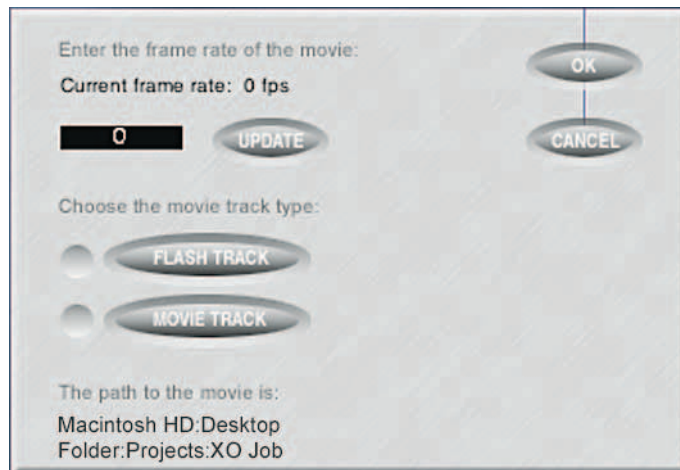 Enter the frame rate of the movie:
Current frame rate: 0 fps
0
UPDATE
OK
CANCEL
Choose the movie track type:
FLASH TRACK
MOVIE TRACK
The path to the movie is:
Macintosh HD:Desktop
Folder:Projects:XO Job